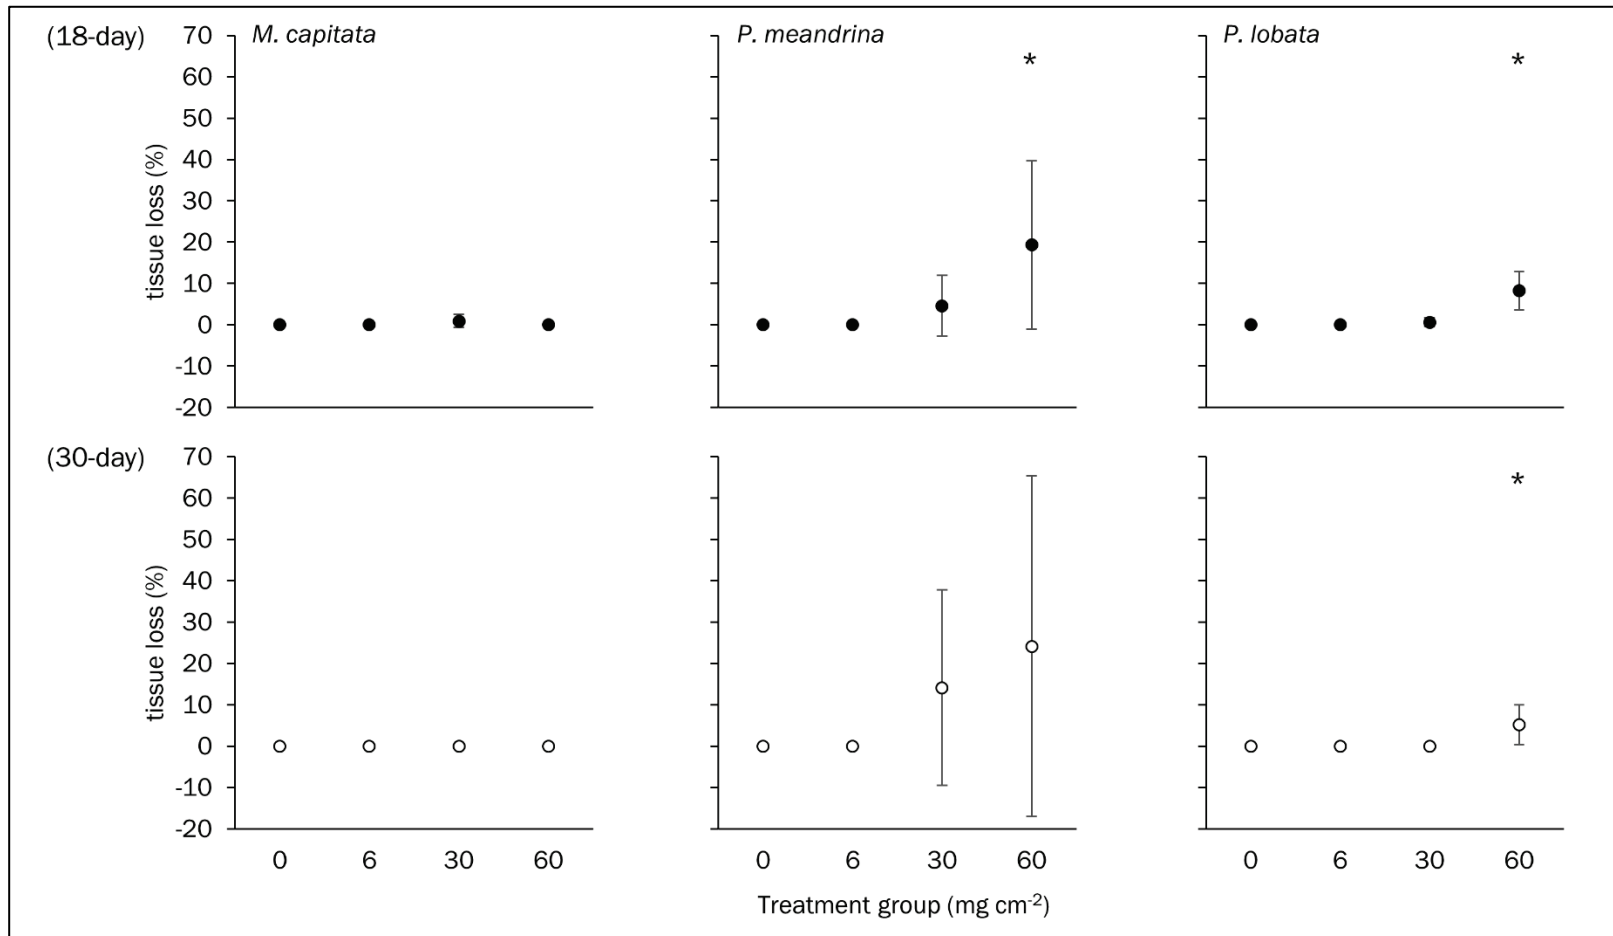 (18-day)
M. capitata
P. meandrina
P. lobata
*
*
tissue loss (%)
70
60
50
40
30
20
10
0
-10
-20
(30-day)
*
tissue loss (%)
70
60
50
40
30
20
10
0
-10
-20
0 6 30 60
0 6 30 60
0 6 30 60
Treatment group (mg cm⁻²)